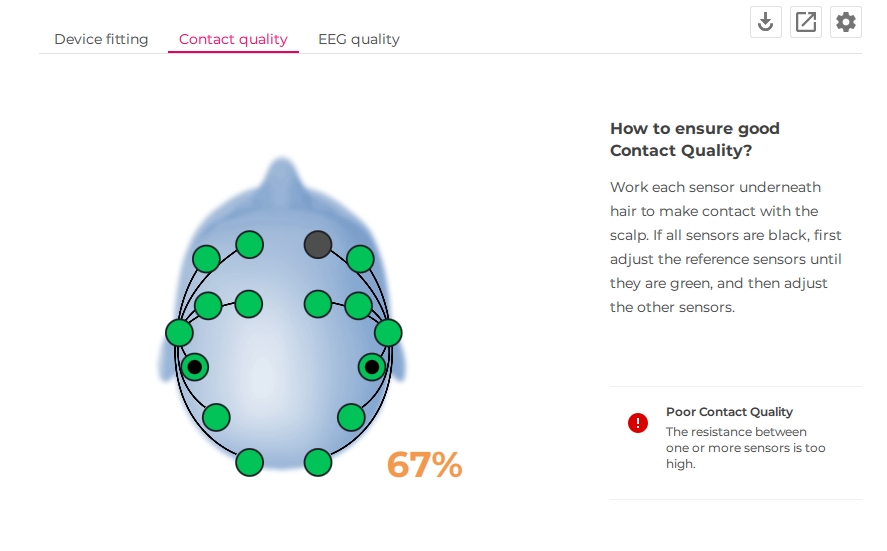 Device fitting
Contact quality
EEG quality
How to ensure good
Contact Quality?
Work each sensor underneath
hair to make contact with the
scalp. If all sensors are black, first
adjust the reference sensors until
they are green, and then adjust
the other sensors.
67%
Poor Contact Quality
The resistance between
one or more sensors is too
high.